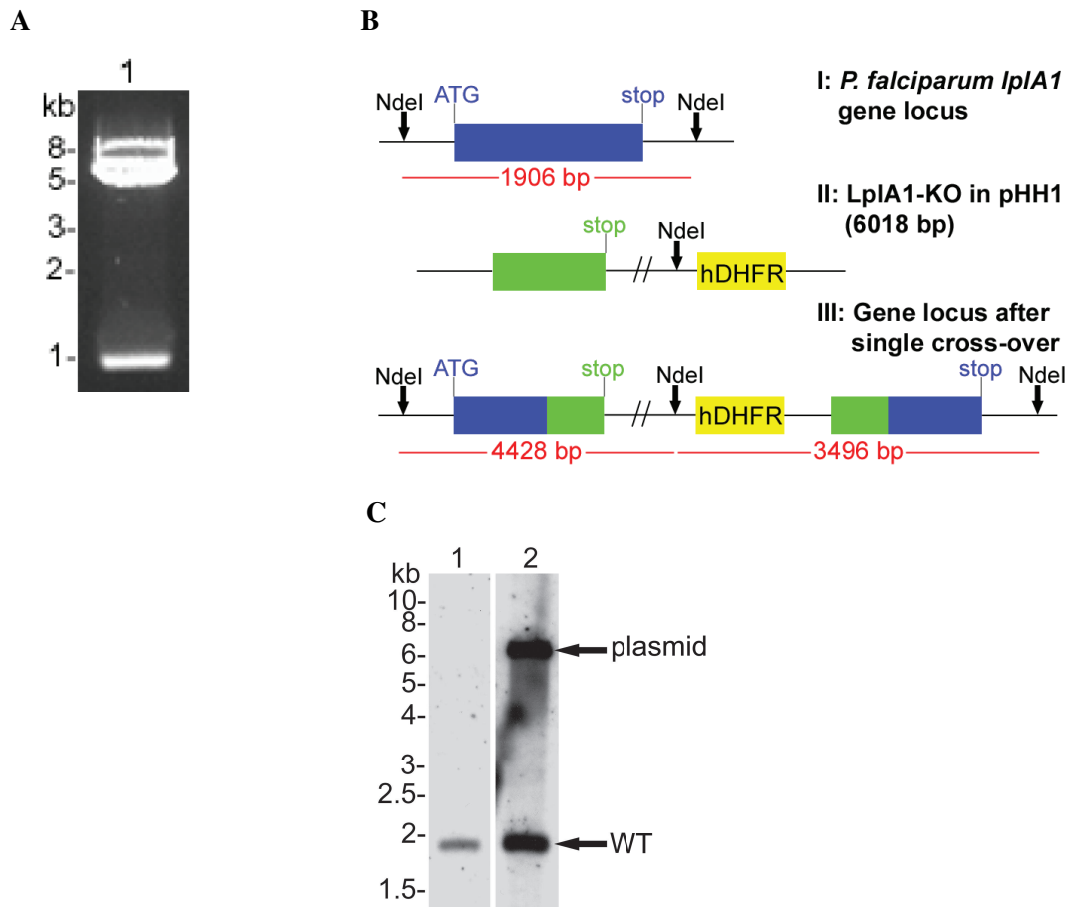 A
1
kb
8-
5-
3-
2-
1-
B
NdeI
ATG
stop
NdeI
1906 bp
I: P. falciparum lplA1
gene locus
stop
NdeI
hDHFR
II: LplA1-KO in pHH1
(6018 bp)
III: Gene locus after
single cross-over
NdeI
ATG
stop
NdeI
hDHFR
stop
NdeI
4428 bp
3496 bp
C
1 2
kb
10-
8-
6-
5-
4-
3-
2.5-
2-
1.5-
plasmid
WT